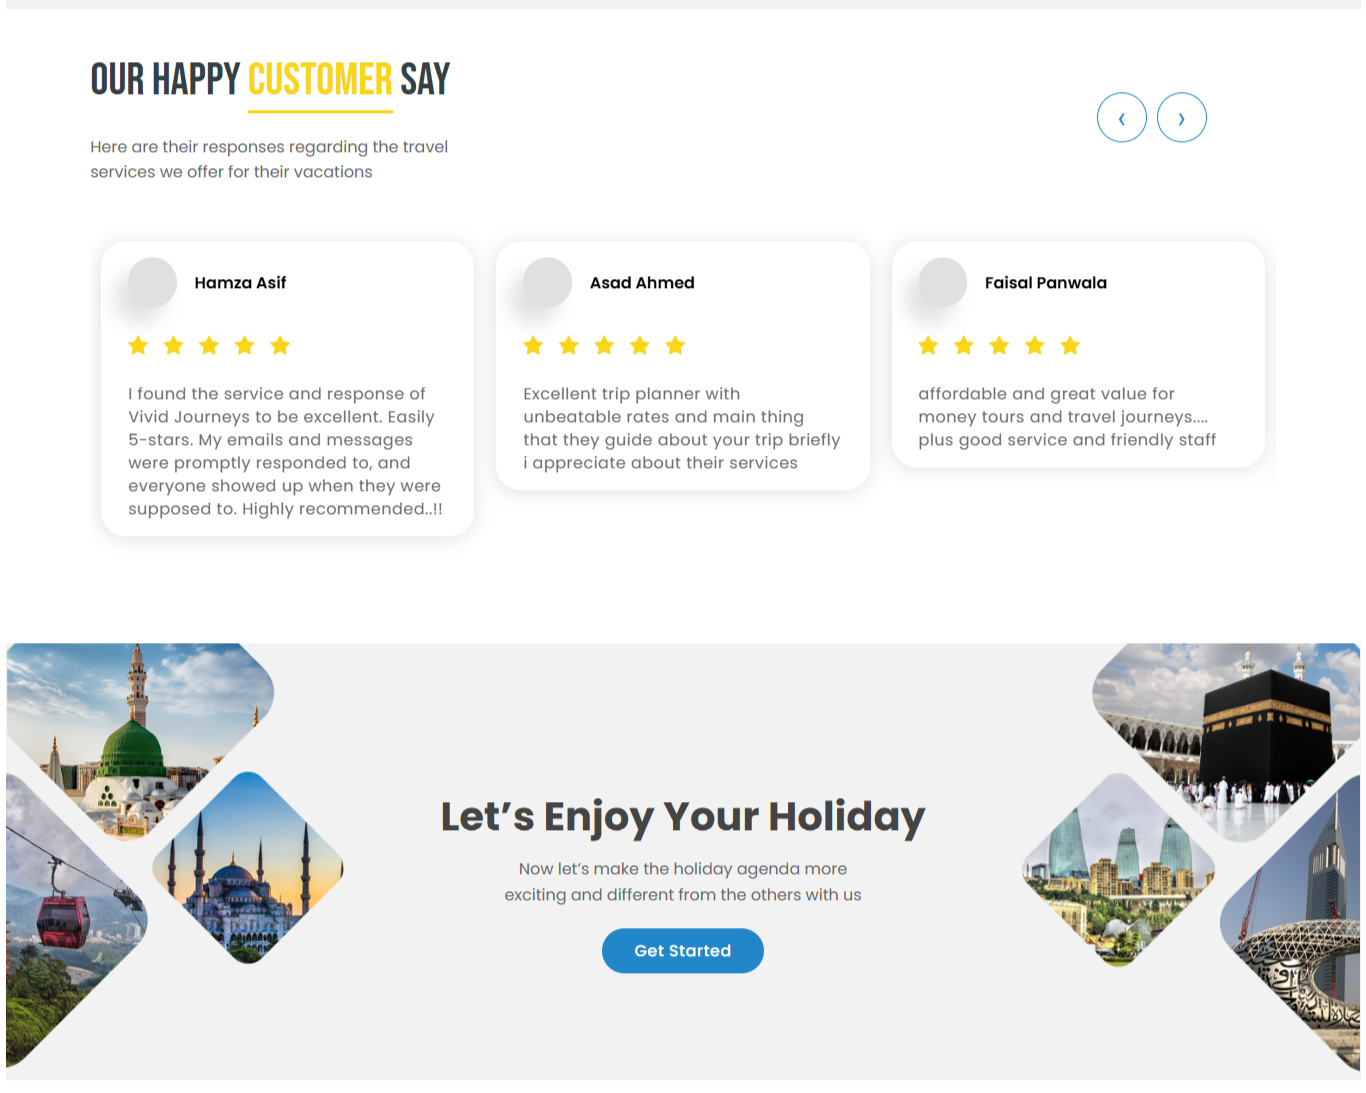 OUR HAPPY CUSTOMER SAY
Here are their responses regarding the travel
services we offer for their vacations
‹ ›
Hamza Asif
I found the service and response of
Vivid Journeys to be excellent. Easily
5-stars. My emails and messages
were promptly responded to, and
everyone showed up when they were
supposed to. Highly recommended..!!
Asad Ahmed
Excellent trip planner with
unbeatable rates and main thing
that they guide about your trip briefly
i appreciate about their services
Faisal Panwala
affordable and great value for
money tours and travel journeys....
plus good service and friendly staff
Let’s Enjoy Your Holiday
Now let’s make the holiday agenda more
exciting and different from the others with us
Get Started